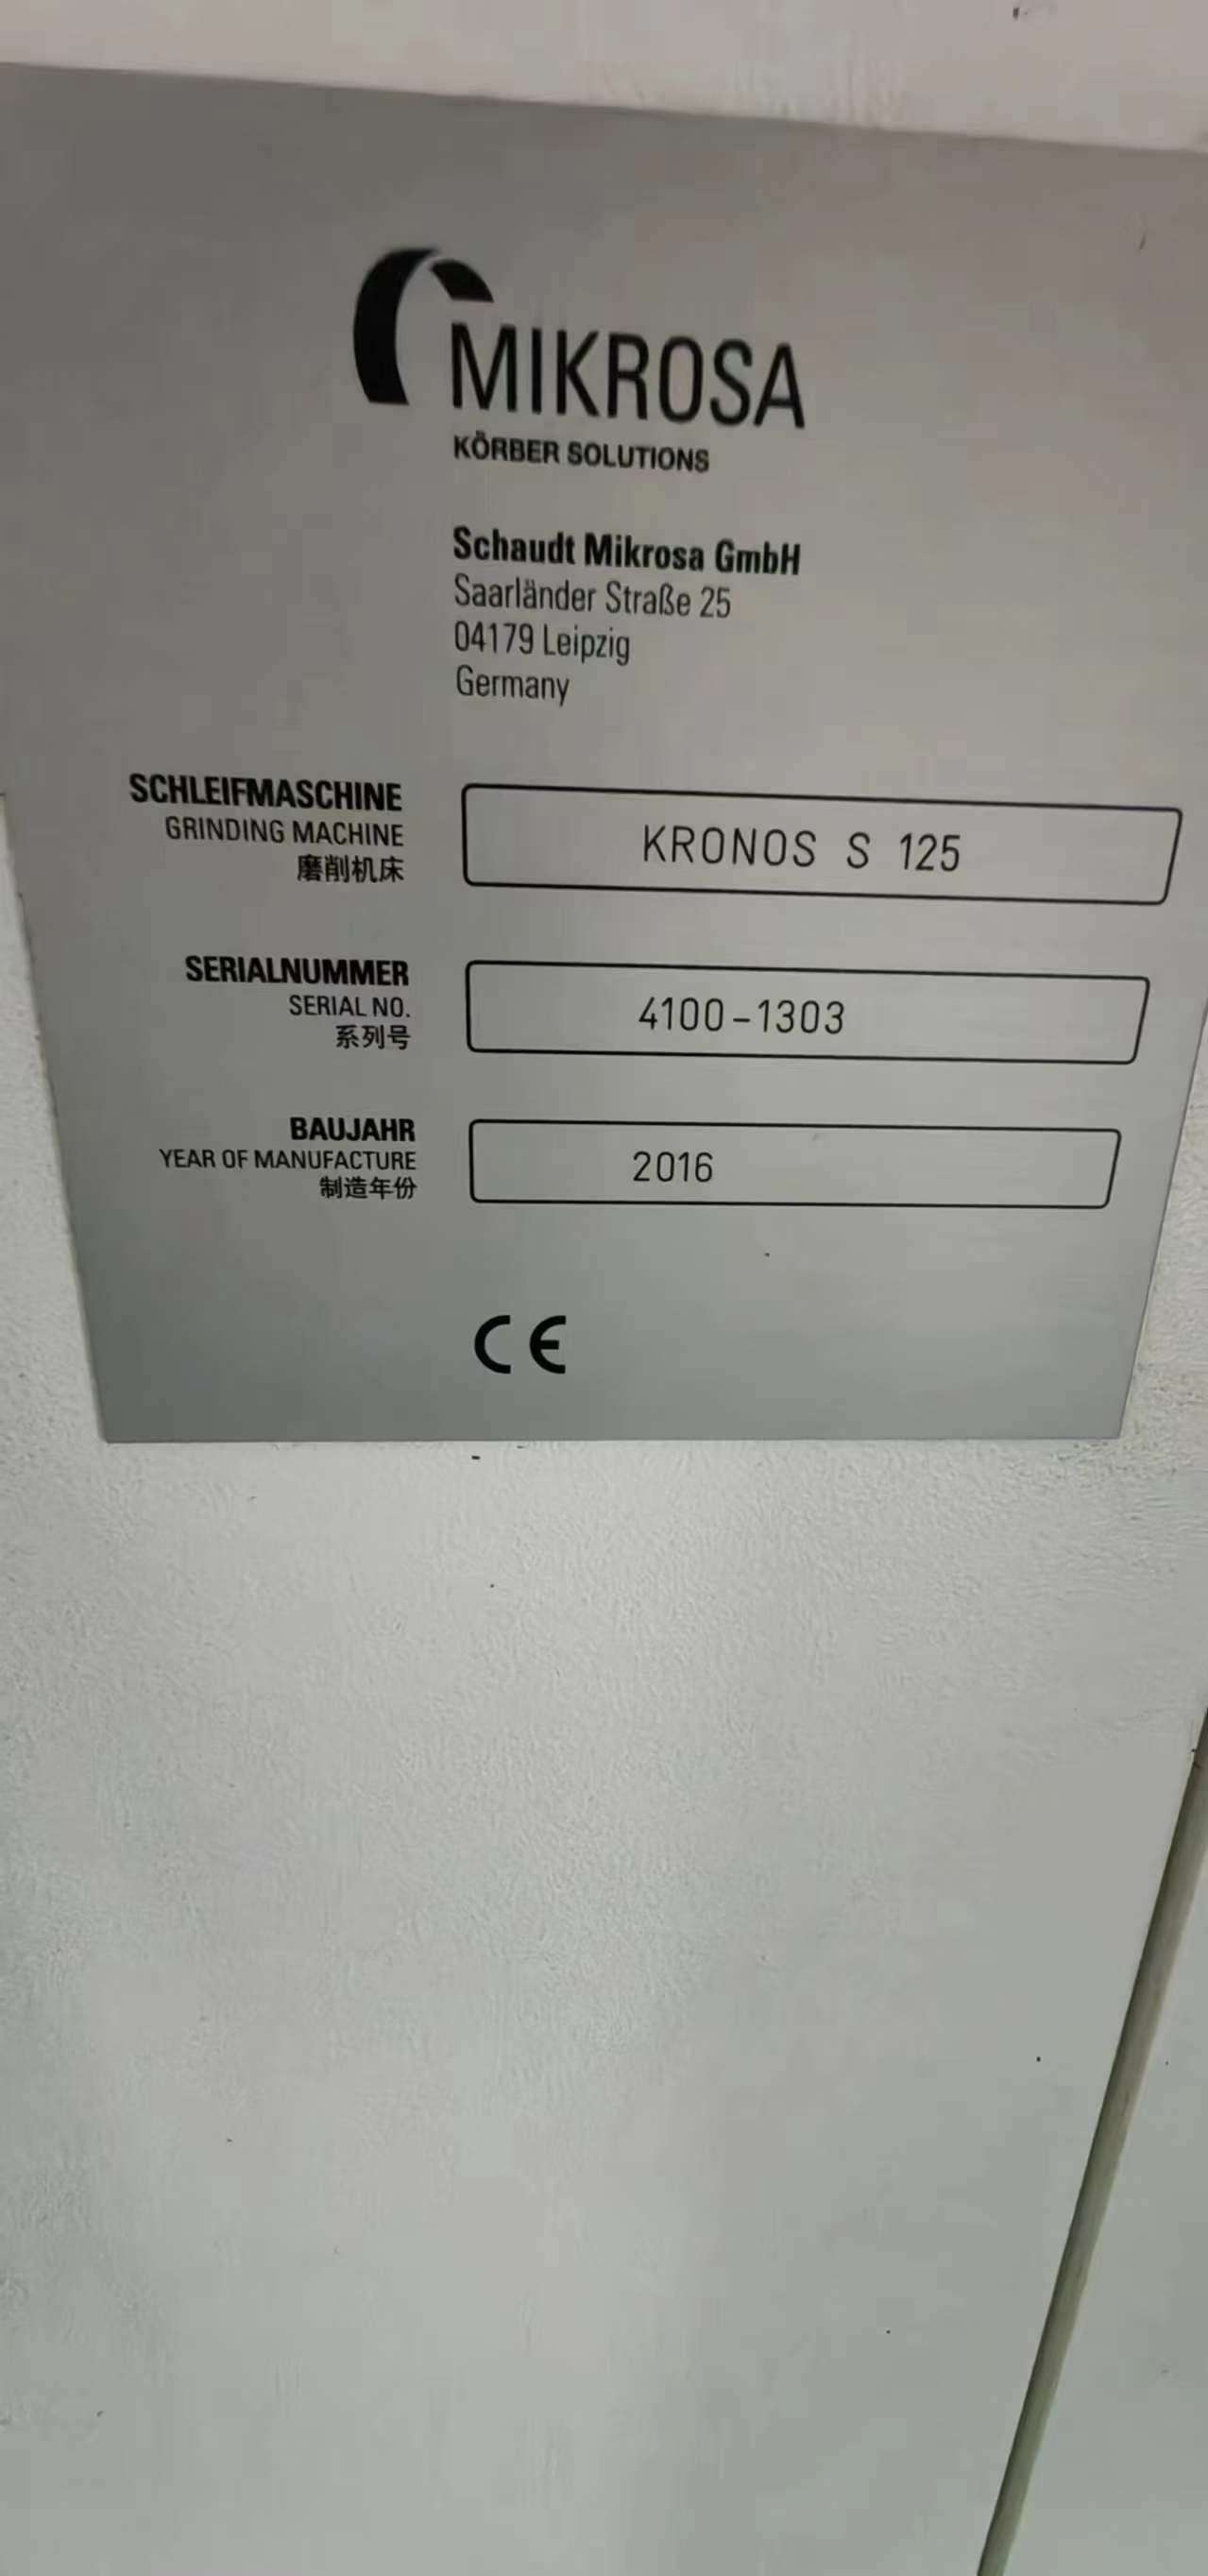 MIKROSA
KÖRBER SOLUTIONS
Schaudt Mikrosa GmbH
Saarländer Straße 25
04179 Leipzig
Germany
SCHLEIFMASCHINE
GRINDING MACHINE
磨削机床
KRONOS S 125
SERIALNUMMER
SERIAL NO.
系列号
4100-1303
BAUJAHR
YEAR OF MANUFACTURE
制造年份
2016
CE